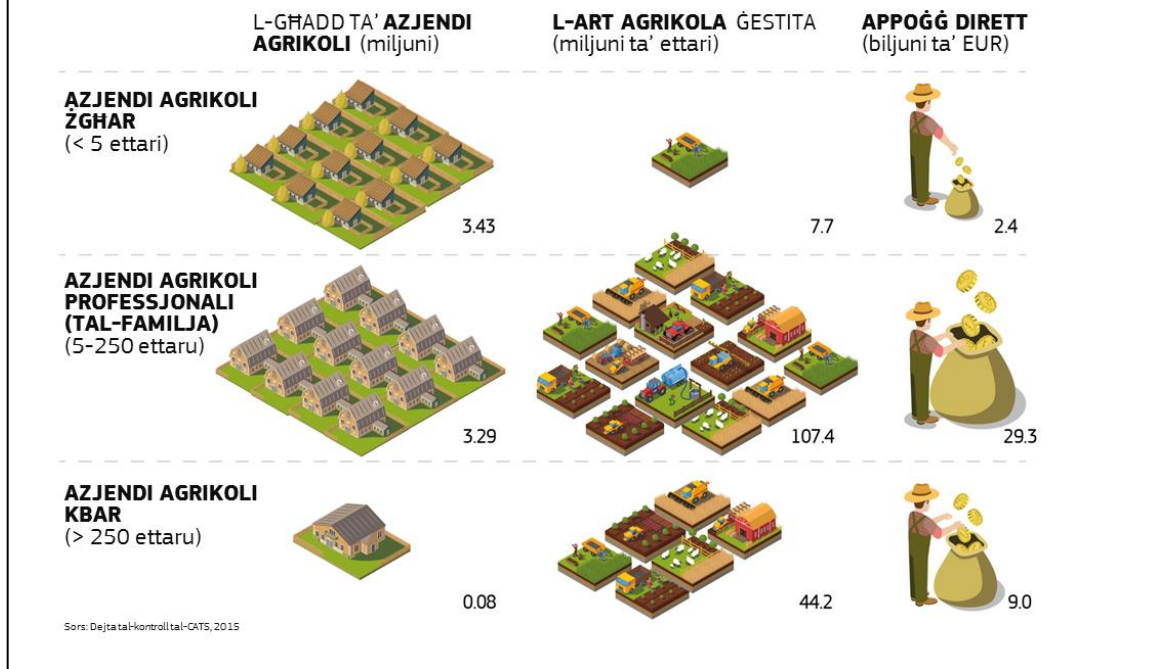 L-GĦADD TA’ AZJENDI
AGRIKOLI (miljuni)
L-ART AGRIKOLA ĠESTITA
(miljuni ta’ ettari)
APPOĠĠ DIRETT
(biljuni ta’ EUR)
AZJENDI AGRIKOLI
ŻGĦAR
(< 5 ettari)
3.43
7.7
2.4
AZJENDI AGRIKOLI
PROFESSJONALI
(TAL-FAMILJA)
(5-250 ettaru)
3.29
107.4
29.3
AZJENDI AGRIKOLI
KBAR
(> 250 ettaru)
0.08
44.2
9.0
Sors: Dejta tal-kontroll tal-CATS, 2015